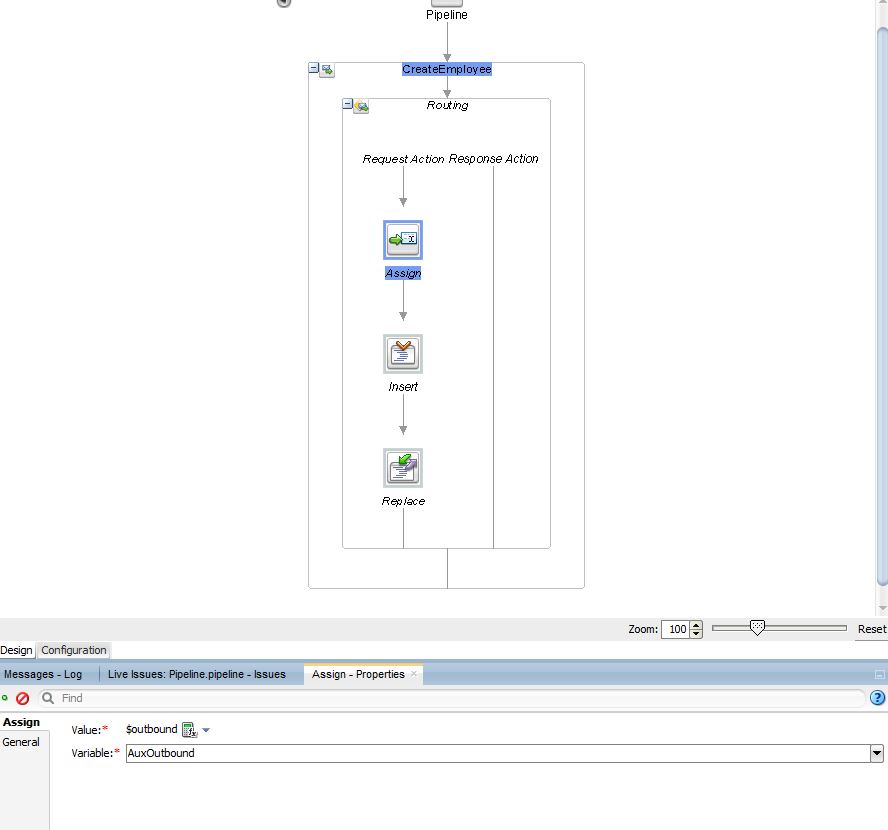 Pipeline
CreateEmployee
Routing
Request Action Response Action
Assign
Insert
Replace
Zoom: 100 Reset
Design Configuration
Messages - Log Live Issues: Pipeline.pipeline - Issues Assign - Properties
Find
Assign
General
Value:* $outbound
Variable:* AuxOutbound